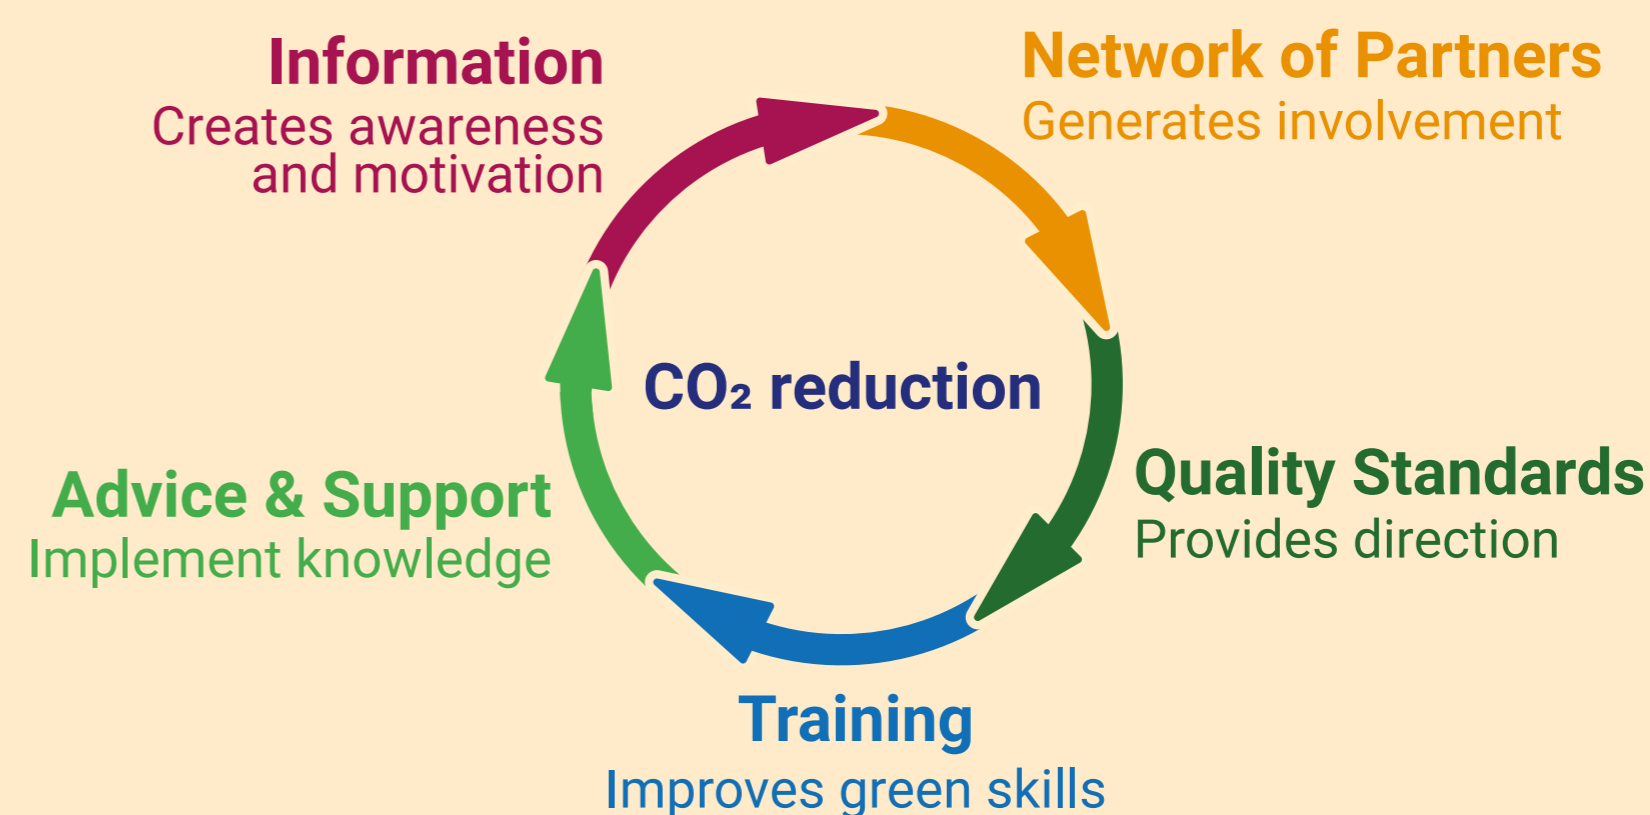 Information
Creates awareness
and motivation
Network of Partners
Generates involvement
CO₂ reduction
Quality Standards
Provides direction
Advice & Support
Implement knowledge
Training
Improves green skills